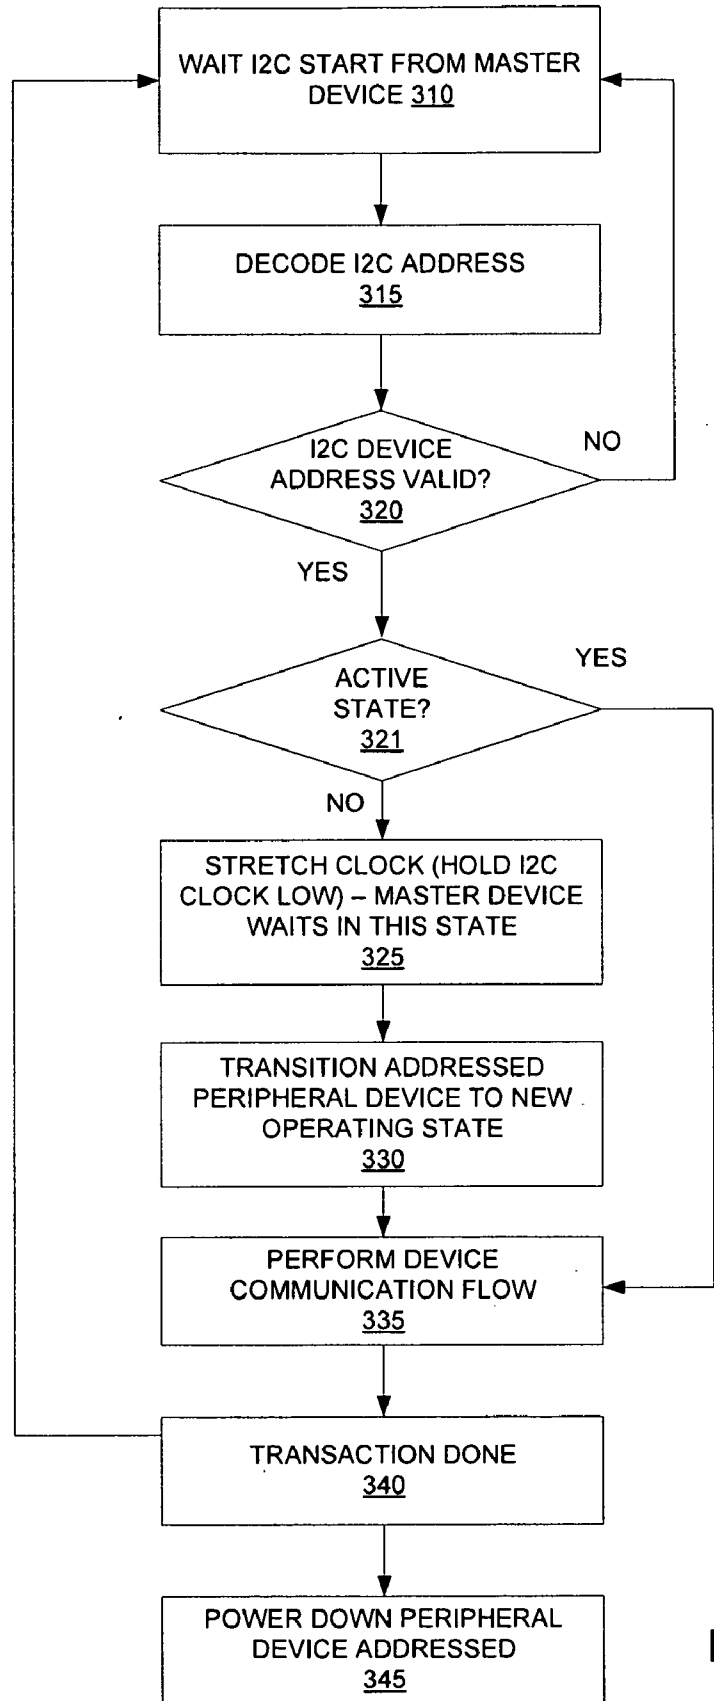 WAIT I2C START FROM MASTER
DEVICE 310
DECODE I2C ADDRESS
315
I2C DEVICE
ADDRESS VALID?
320
NO
YES
ACTIVE
STATE?
321
YES
NO
STRETCH CLOCK (HOLD I2C
CLOCK LOW) – MASTER DEVICE
WAITS IN THIS STATE
325
TRANSITION ADDRESSED
PERIPHERAL DEVICE TO NEW
OPERATING STATE
330
PERFORM DEVICE
COMMUNICATION FLOW
335
TRANSACTION DONE
340
POWER DOWN PERIPHERAL
DEVICE ADDRESSED
345